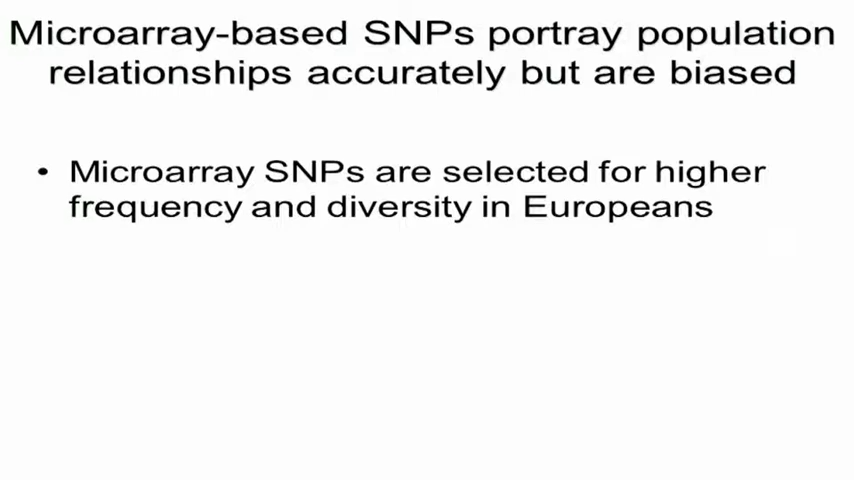 Microarray-based SNPs portray population
relationships accurately but are biased
• Microarray SNPs are selected for higher
frequency and diversity in Europeans